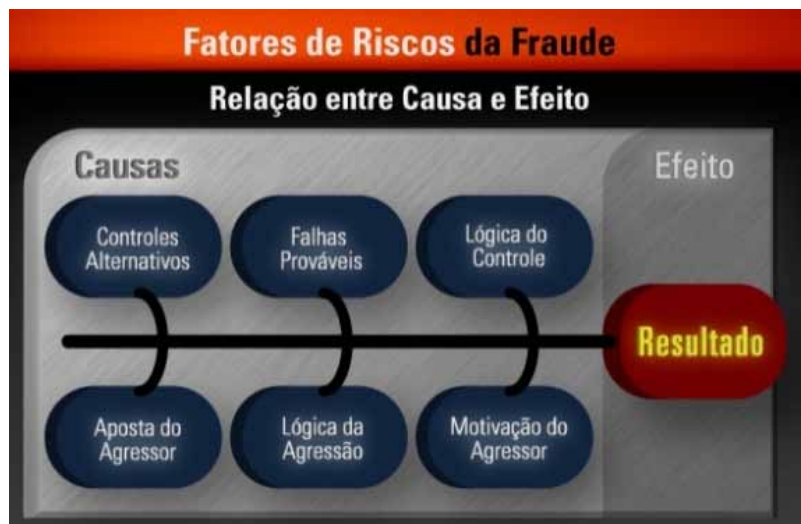 Fatores de Riscos da Fraude
Relação entre Causa e Efeito
Causas
Efeito
Controles
Alternativos
Falhas
Prováveis
Lógica do
Controle
Resultado
Aposta do
Agressor
Lógica da
Agressão
Motivação do
Agressor